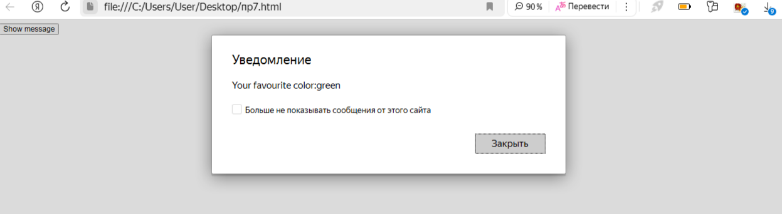 Я file:///C:/Users/User/Desktop/пр7.html 90 % Перевести
Show message
Уведомление
Your favourite color:green
Больше не показывать сообщения от этого сайта
Закрыть